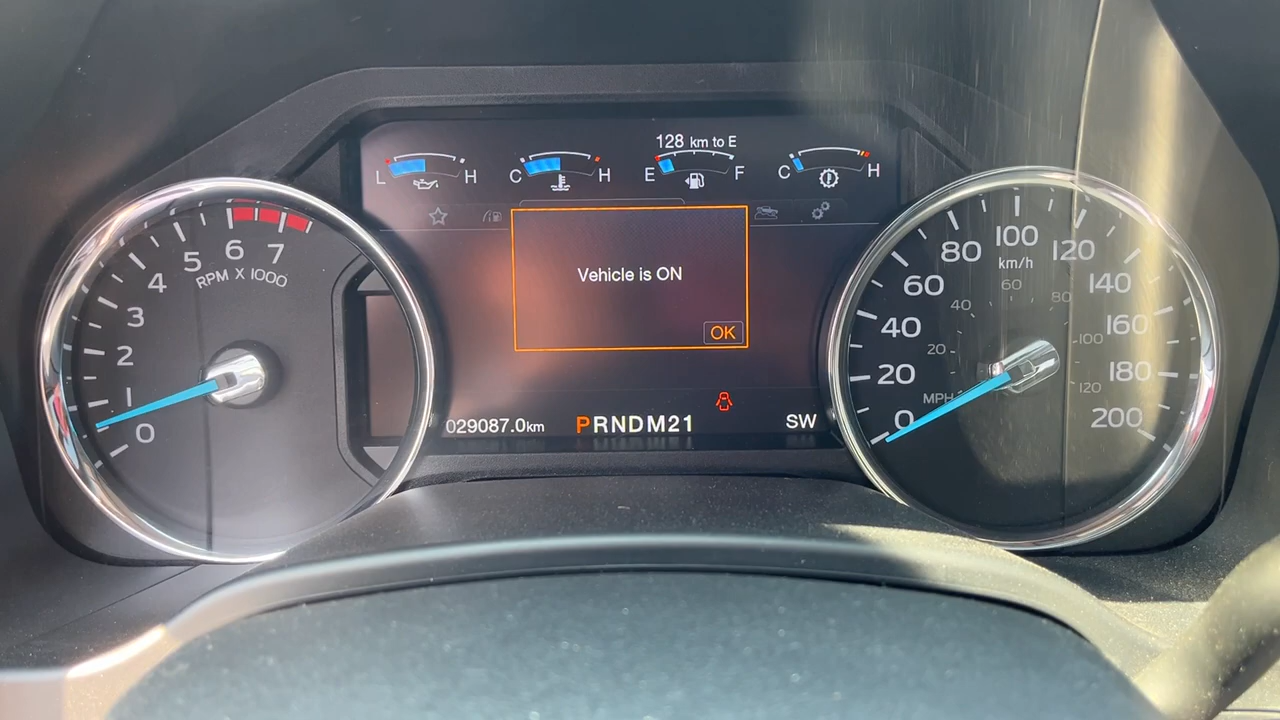 128 km to E
L H
C H
E F
C H
Vehicle is ON
OK
029087.0km
PRNDM21
SW
0
1
2
3
4
5
6
7
RPM X 1000
0
20
40
60
80
100
120
140
160
180
200
km/h
MPH
20
40
60
80
100
120